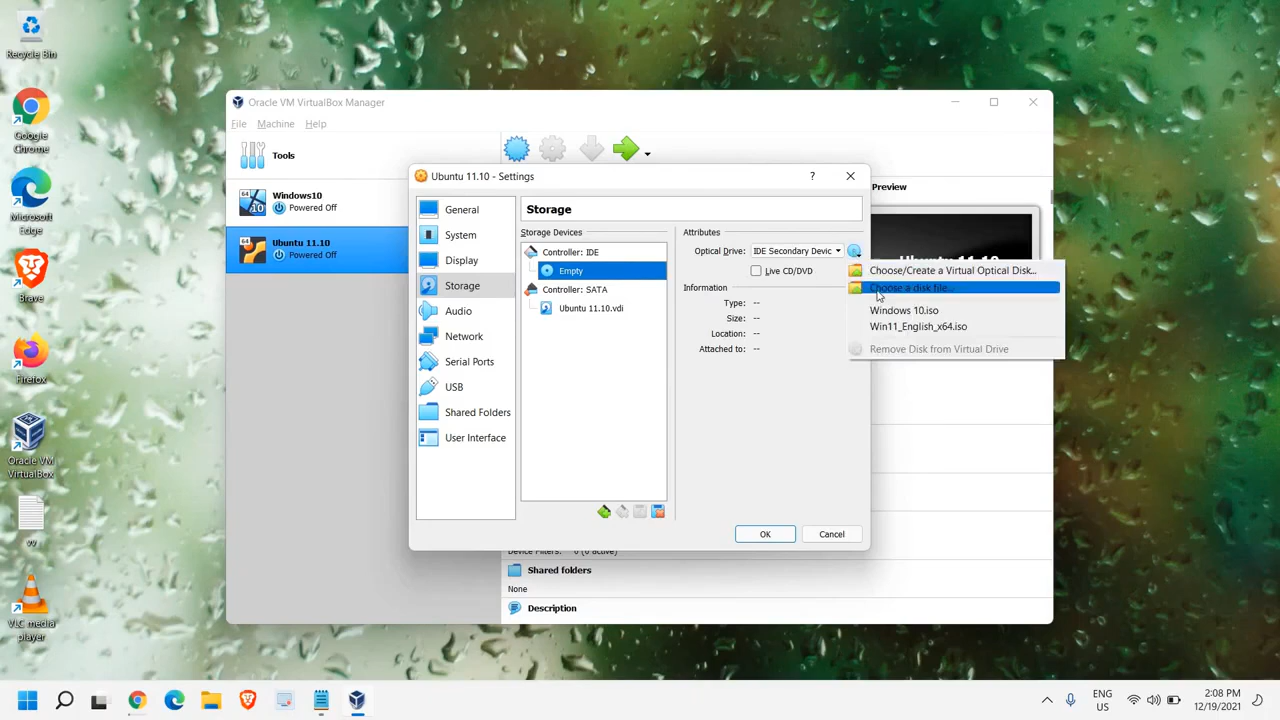 Recycle Bin
Google
Chrome
Microsoft
Edge
Brave
Firefox
Oracle VM
VirtualBox
vv
VLC media
player
Oracle VM VirtualBox Manager
File Machine Help
Tools
64
Windows10
10
Powered Off
64
Ubuntu 11.10
Powered Off
Preview
Ubuntu 11.10 - Settings
?
General
System
Display
Storage
Audio
Network
Serial Ports
USB
Shared Folders
User Interface
Storage
Storage Devices
Controller: IDE
Empty
Controller: SATA
Ubuntu 11.10.vdi
Attributes
Optical Drive: IDE Secondary Devic
Live CD/DVD
Information
Type: --
Size: --
Location: --
Attached to: --
Choose/Create a Virtual Optical Disk...
Choose a disk file...
Windows 10.iso
Win11_English_x64.iso
Remove Disk from Virtual Drive
OK
Cancel
Device Filters: 0 (0 active)
Shared folders
None
Description
ENG
US
2:08 PM
12/19/2021